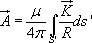 A⃗ = μ/4π ∫_S K⃗/R ds'